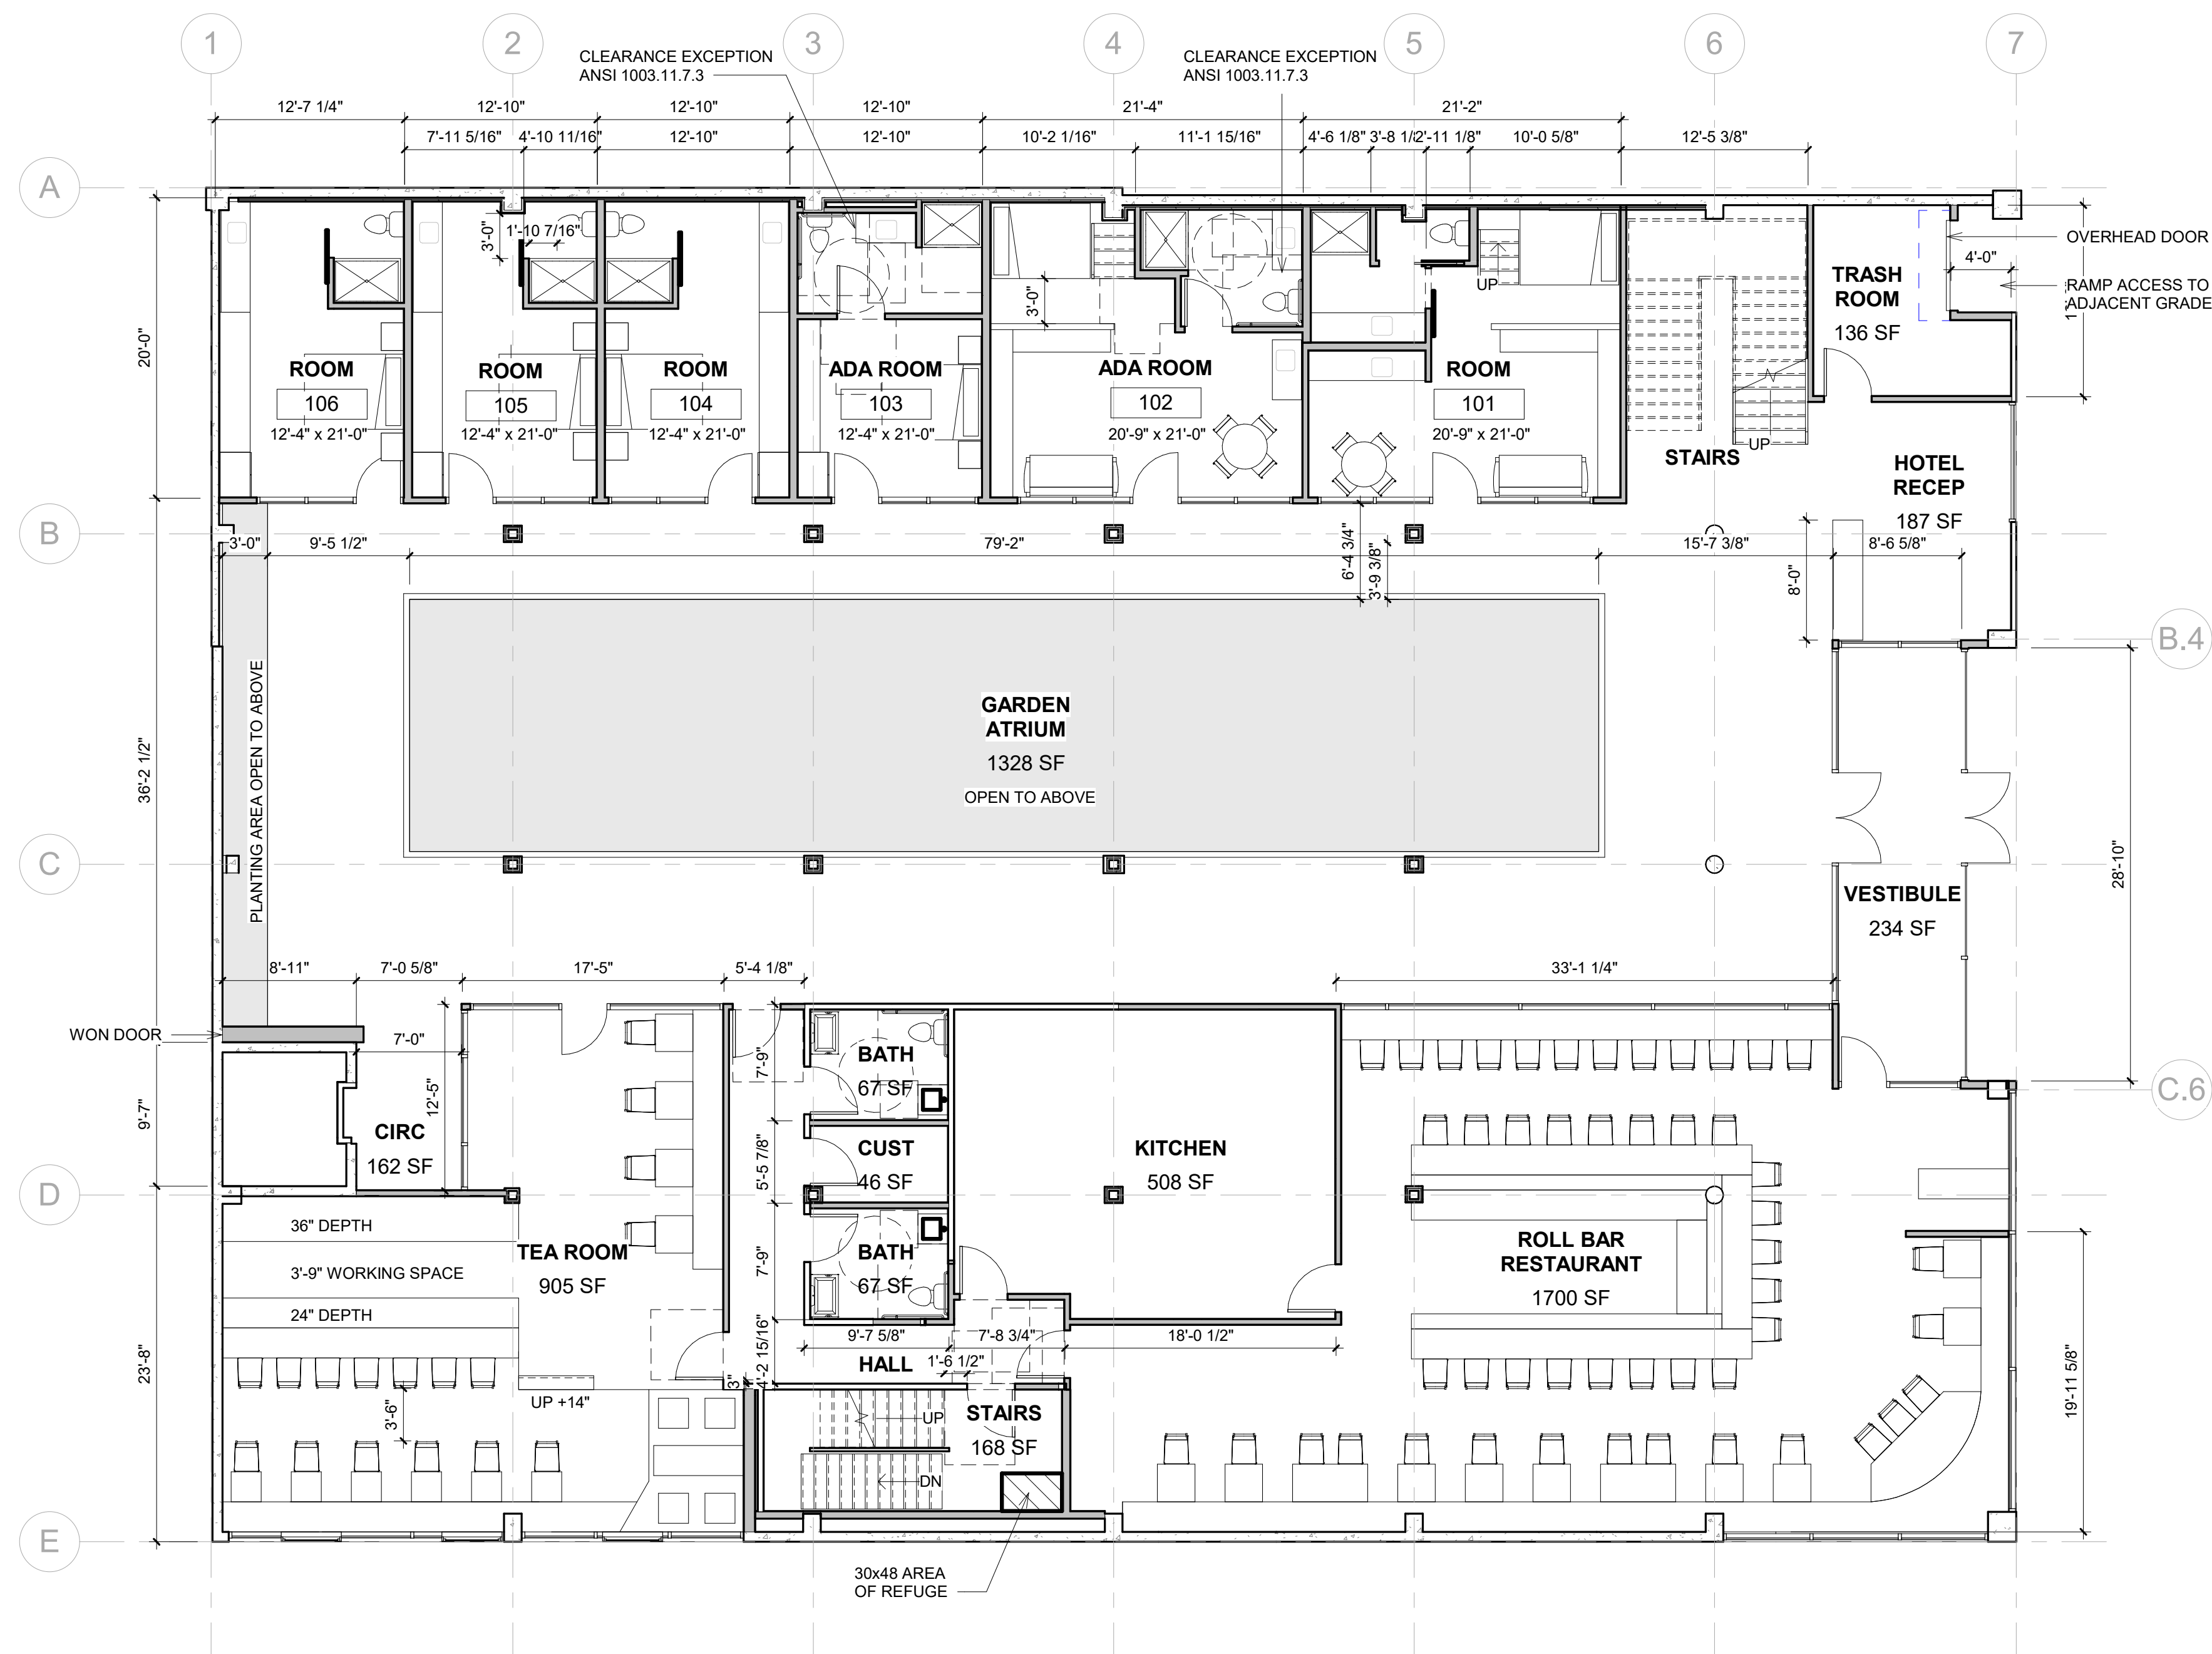 1
2
3
4
5
6
7
CLEARANCE EXCEPTION
ANSI 1003.11.7.3
CLEARANCE EXCEPTION
ANSI 1003.11.7.3
12'-7 1/4"
12'-10"
12'-10"
12'-10"
21'-4"
21'-2"
7'-11 5/16"
4'-10 11/16"
12'-10"
12'-10"
10'-2 1/16"
11'-1 15/16"
4'-6 1/8"
3'-8 1/2
2'-11 1/8"
10'-0 5/8"
12'-5 3/8"
A
3'-0"
1'-10 7/16"
OVERHEAD DOOR
4'-0"
RAMP ACCESS TO
ADJACENT GRADE
TRASH
ROOM
136 SF
3'-0"
UP
20'-0"
ROOM
106
12'-4" x 21'-0"
ROOM
105
12'-4" x 21'-0"
ROOM
104
12'-4" x 21'-0"
ADA ROOM
103
12'-4" x 21'-0"
ADA ROOM
102
20'-9" x 21'-0"
ROOM
101
20'-9" x 21'-0"
UP
STAIRS
HOTEL
RECEP
187 SF
B
3'-0"
9'-5 1/2"
79'-2"
6'-4 3/4"
3'-9 3/8"
15'-7 3/8"
8'-6 5/8"
8'-0"
B.4
PLANTING AREA OPEN TO ABOVE
36'-2 1/2"
GARDEN
ATRIUM
1328 SF
OPEN TO ABOVE
C
28'-10"
VESTIBULE
234 SF
8'-11"
7'-0 5/8"
17'-5"
5'-4 1/8"
33'-1 1/4"
WON DOOR
7'-0"
12'-5"
9'-7"
CIRC
162 SF
7'-9"
BATH
67 SF
5'-5 7/8"
CUST
46 SF
KITCHEN
508 SF
C.6
D
36" DEPTH
3'-9" WORKING SPACE
24" DEPTH
TEA ROOM
905 SF
7'-9"
BATH
67 SF
ROLL BAR
RESTAURANT
1700 SF
9'-7 5/8"
7'-8 3/4"
18'-0 1/2"
4'-2 15/16"
3"
HALL
1'-6 1/2"
23'-8"
19'-11 5/8"
3'-6"
UP +14"
UP
STAIRS
168 SF
DN
E
30x48 AREA
OF REFUGE